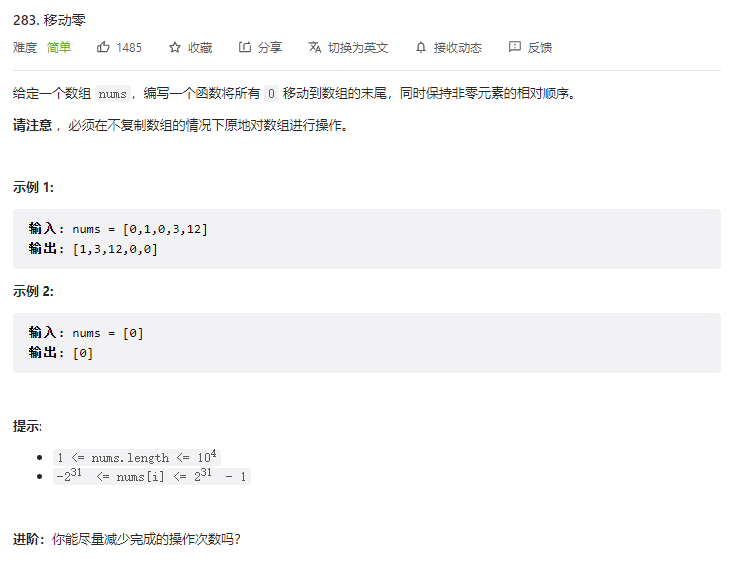 283. 移动零
难度 简单 1485 收藏 分享 切换为英文 接收动态 反馈
给定一个数组 nums，编写一个函数将所有 0 移动到数组的末尾，同时保持非零元素的相对顺序。
请注意 ，必须在不复制数组的情况下原地对数组进行操作。
示例 1:
输入: nums = [0,1,0,3,12]
输出: [1,3,12,0,0]
示例 2:
输入: nums = [0]
输出: [0]
提示:
1 <= nums.length <= 10⁴
-2³¹ <= nums[i] <= 2³¹ - 1
进阶：你能尽量减少完成的操作次数吗？